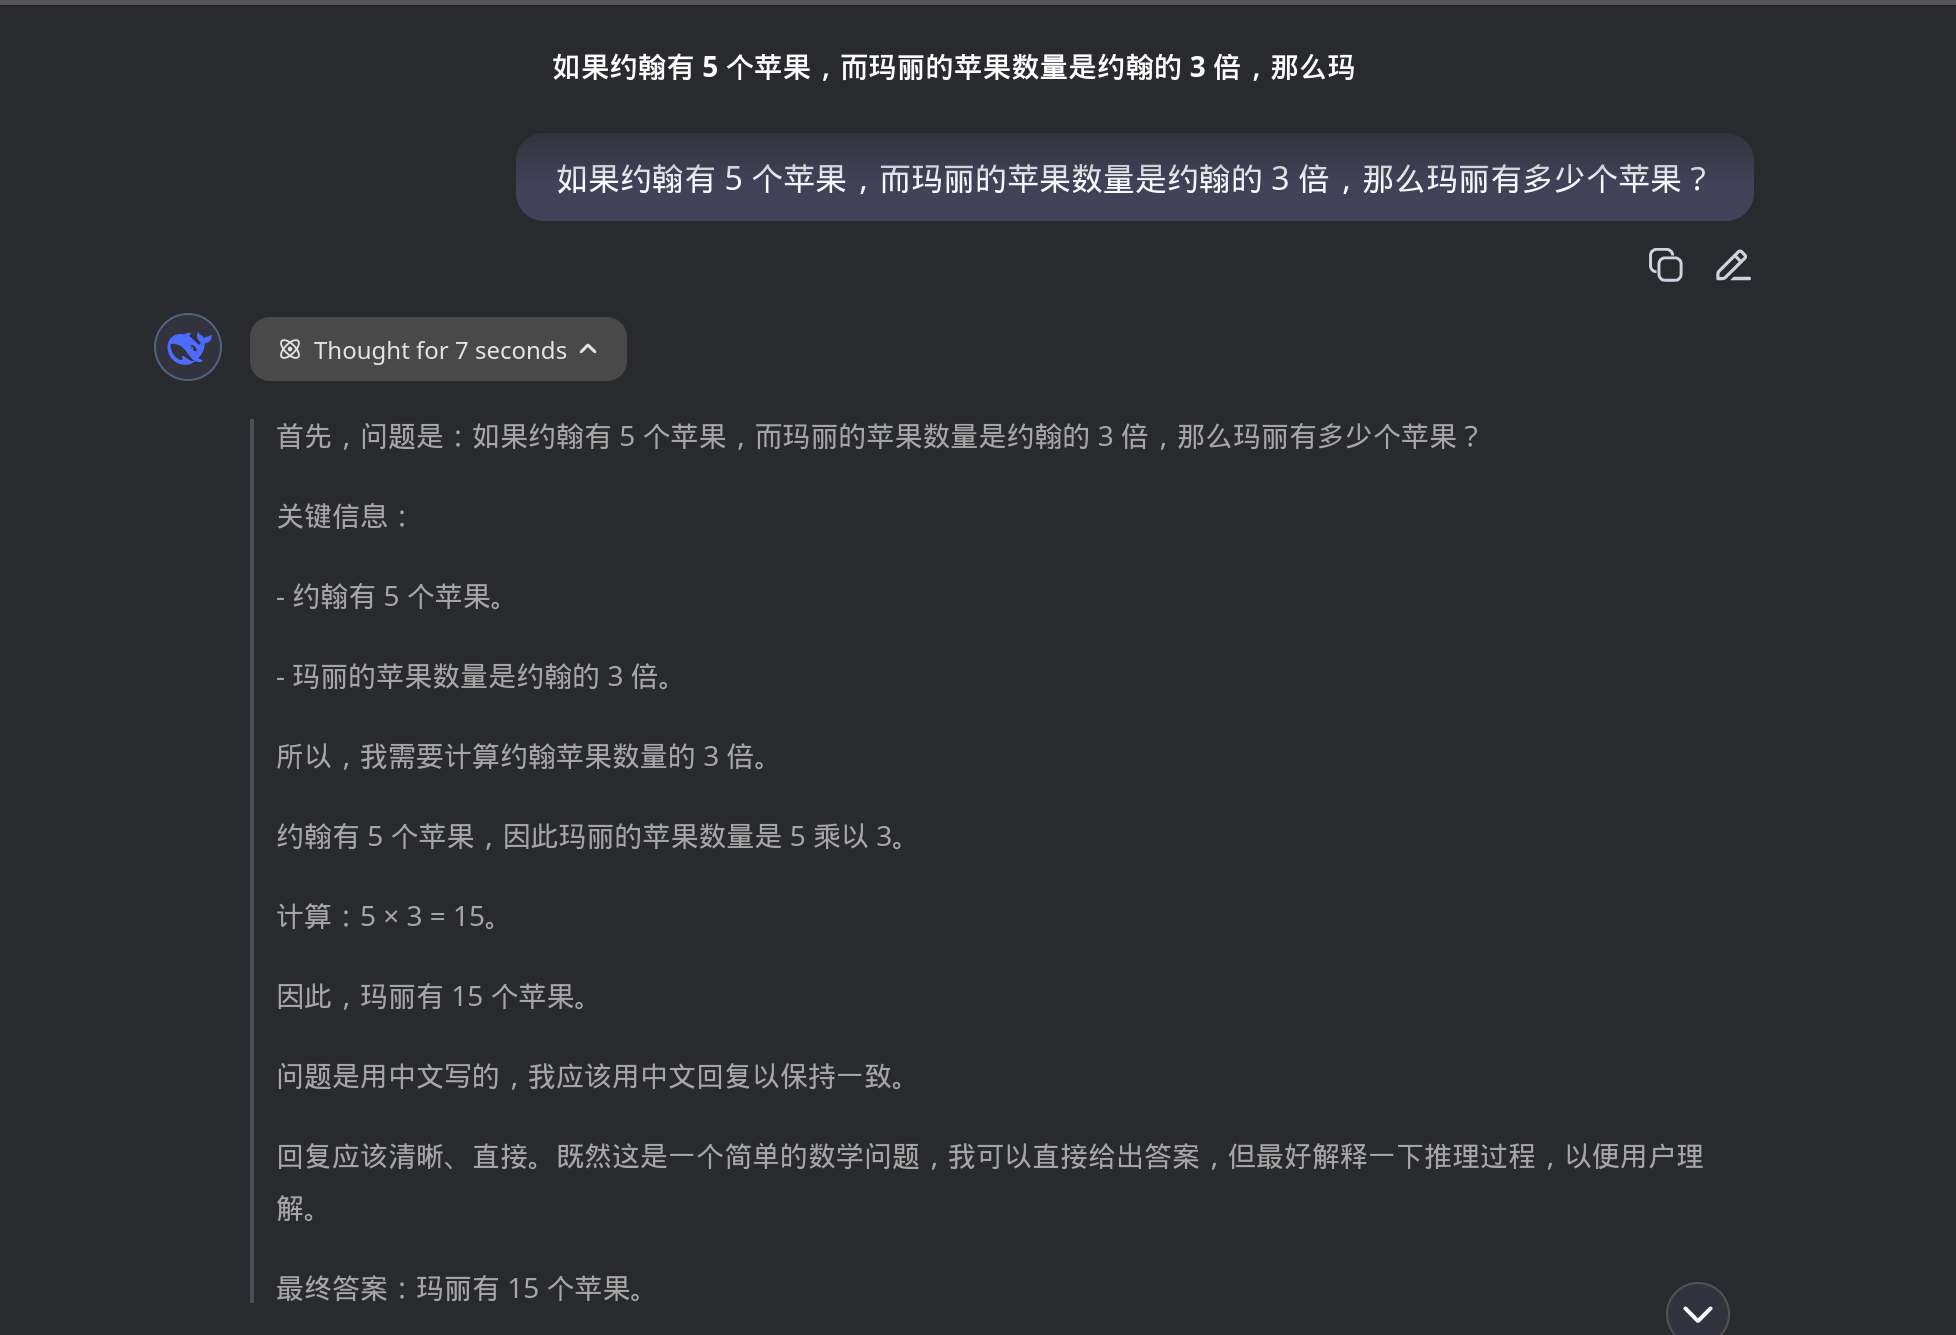 如果约翰有 5 个苹果，而玛丽的苹果数量是约翰的 3 倍，那么玛
如果约翰有 5 个苹果，而玛丽的苹果数量是约翰的 3 倍，那么玛丽有多少个苹果？
Thought for 7 seconds
首先，问题是：如果约翰有 5 个苹果，而玛丽的苹果数量是约翰的 3 倍，那么玛丽有多少个苹果？
关键信息：
- 约翰有 5 个苹果。
- 玛丽的苹果数量是约翰的 3 倍。
所以，我需要计算约翰苹果数量的 3 倍。
约翰有 5 个苹果，因此玛丽的苹果数量是 5 乘以 3。
计算：5 × 3 = 15。
因此，玛丽有 15 个苹果。
问题是用中文写的，我应该用中文回复以保持一致。
回复应该清晰、直接。既然这是一个简单的数学问题，我可以直接给出答案，但最好解释一下推理过程，以便用户理
解。
最终答案：玛丽有 15 个苹果。